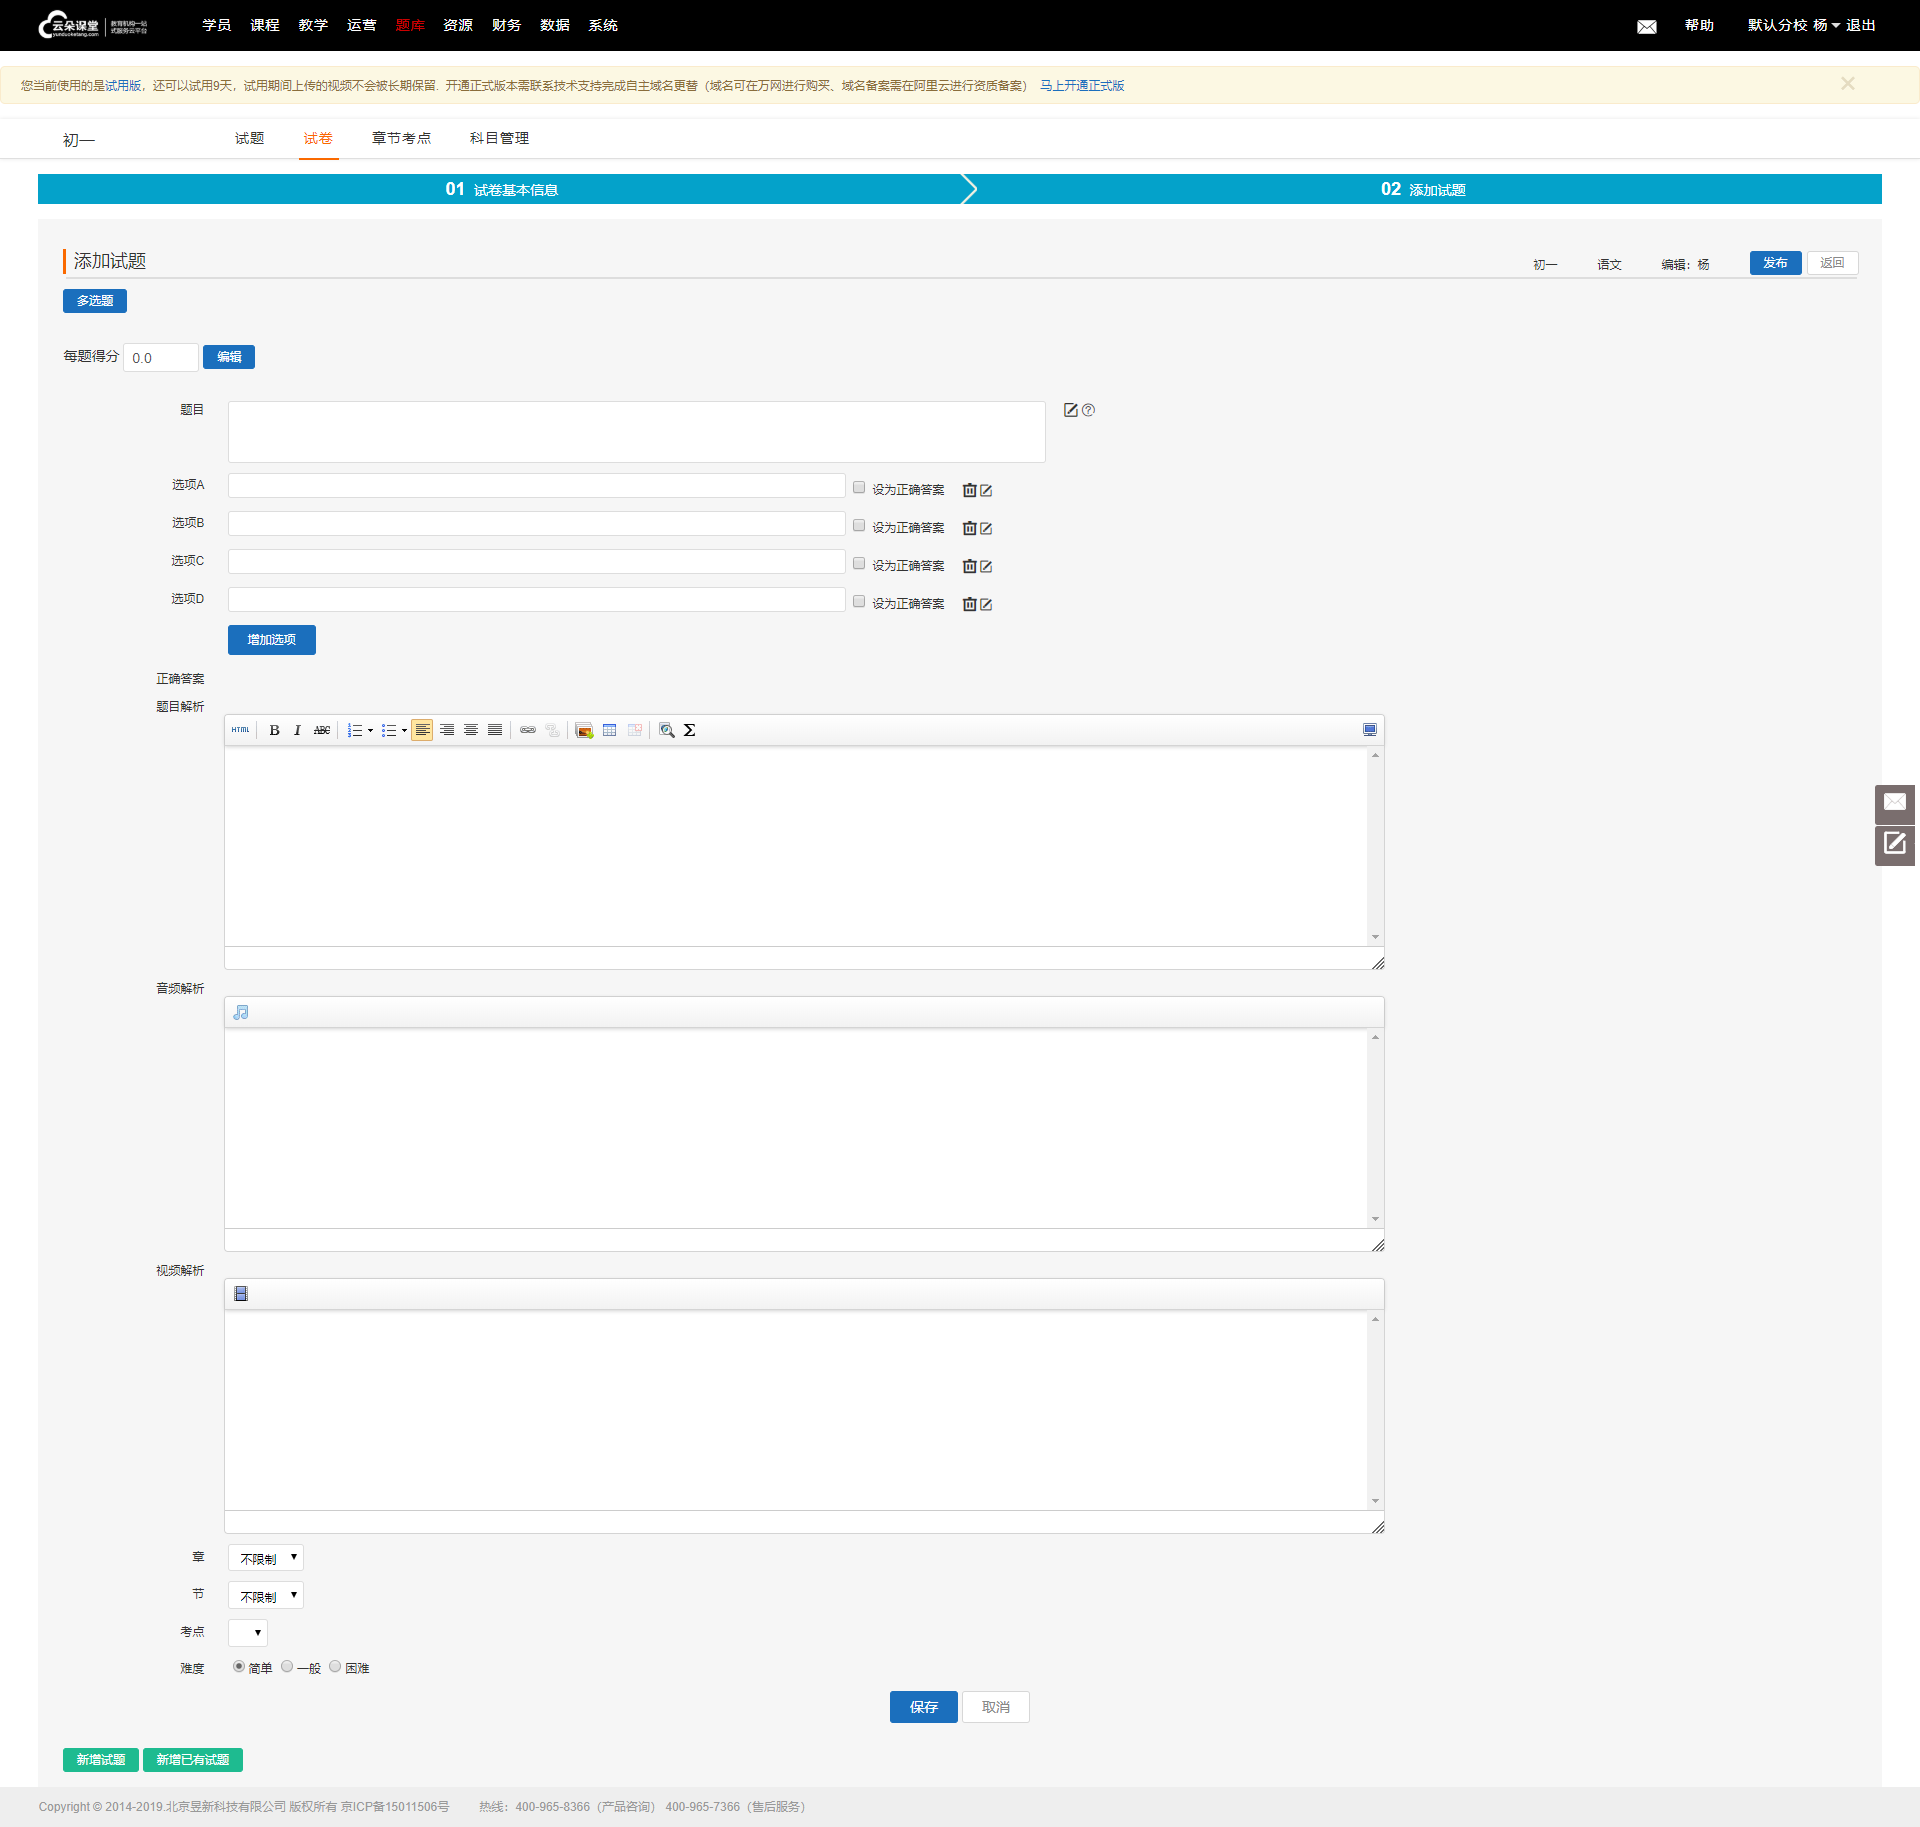 云朵课堂 教育机构一站
yunduoketang.com 式服务云平台
学员 课程 教学 运营 题库 资源 财务 数据 系统 帮助 默认分校 杨 退出
您当前使用的是试用版，还可以试用9天，试用期间上传的视频不会被长期保留. 开通正式版本需联系技术支持完成自主域名更替（域名可在万网进行购买、域名备案需在阿里云进行资质备案） 马上开通正式版
初一 试题 试卷 章节考点 科目管理
01 试卷基本信息 02 添加试题
添加试题 初一 语文 编辑：杨 发布 返回
多选题
每题得分 0.0 编辑
题目
选项A 设为正确答案
选项B 设为正确答案
选项C 设为正确答案
选项D 设为正确答案
增加选项
正确答案
题目解析
HTML B I ABC Σ
音频解析
视频解析
章 不限制
节 不限制
考点
难度 简单 一般 困难
保存 取消
新增试题 新增已有试题
Copyright © 2014-2019.北京昱新科技有限公司 版权所有 京ICP备15011506号 热线：400-965-8366（产品咨询） 400-965-7366（售后服务）